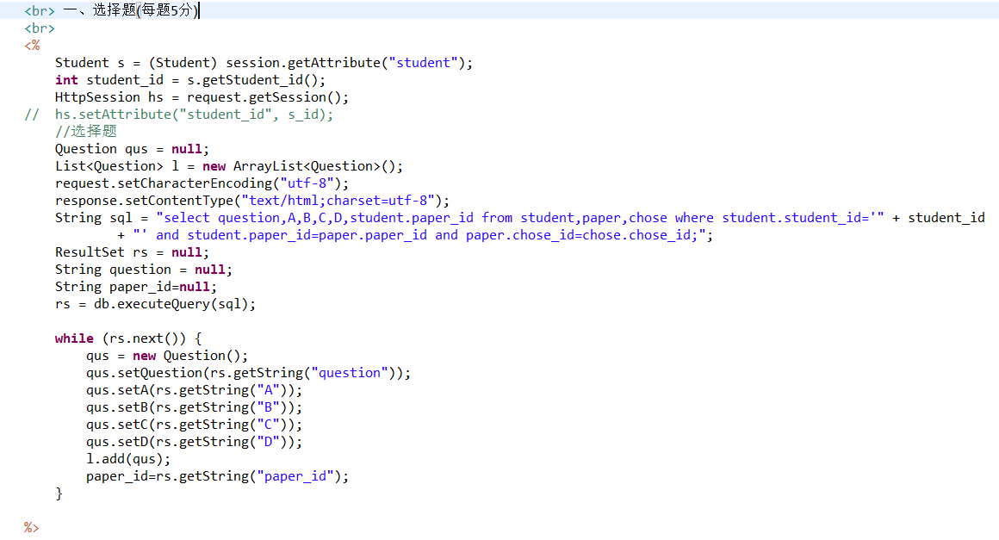 <br> 一、选择题(每题5分)
<br>
<%
    Student s = (Student) session.getAttribute("student");
    int student_id = s.getStudent_id();
    HttpSession hs = request.getSession();
//  hs.setAttribute("student_id", s_id);
    //选择题
    Question qus = null;
    List<Question> l = new ArrayList<Question>();
    request.setCharacterEncoding("utf-8");
    response.setContentType("text/html;charset=utf-8");
    String sql = "select question,A,B,C,D,student.paper_id from student,paper,chose where student.student_id='" + student_id
            + "' and student.paper_id=paper.paper_id and paper.chose_id=chose.chose_id;";
    ResultSet rs = null;
    String question = null;
    String paper_id=null;
    rs = db.executeQuery(sql);

    while (rs.next()) {
        qus = new Question();
        qus.setQuestion(rs.getString("question"));
        qus.setA(rs.getString("A"));
        qus.setB(rs.getString("B"));
        qus.setC(rs.getString("C"));
        qus.setD(rs.getString("D"));
        l.add(qus);
        paper_id=rs.getString("paper_id");
    }

%>